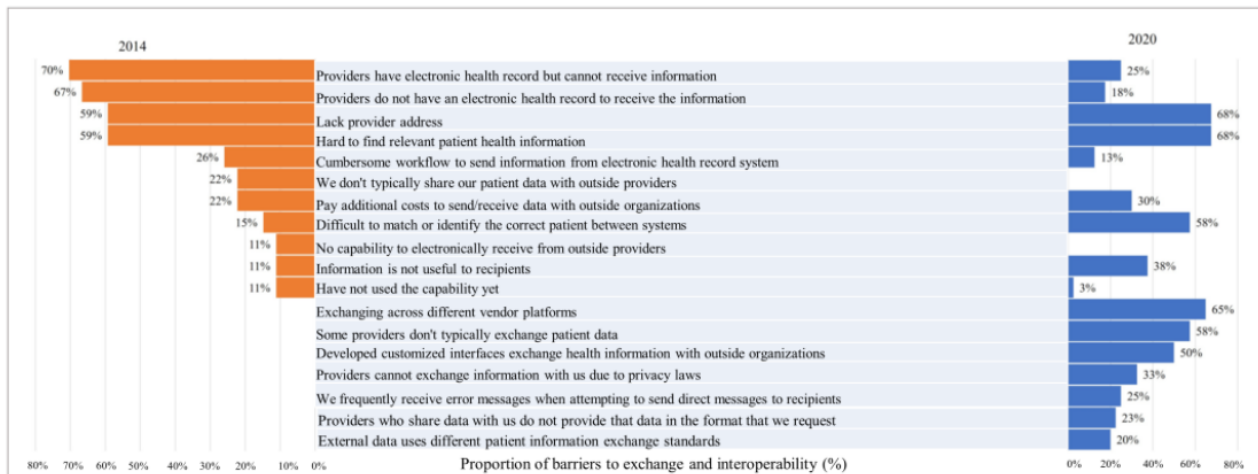 2014 2020
70% Providers have electronic health record but cannot receive information 25%
67% Providers do not have an electronic health record to receive the information 18%
59% Lack provider address 68%
59% Hard to find relevant patient health information 68%
26% Cumbersome workflow to send information from electronic health record system 13%
22% We don't typically share our patient data with outside providers
22% Pay additional costs to send/receive data with outside organizations 30%
15% Difficult to match or identify the correct patient between systems 58%
11% No capability to electronically receive from outside providers
11% Information is not useful to recipients 38%
11% Have not used the capability yet 3%
Exchanging across different vendor platforms 65%
Some providers don't typically exchange patient data 58%
Developed customized interfaces exchange health information with outside organizations 50%
Providers cannot exchange information with us due to privacy laws 33%
We frequently receive error messages when attempting to send direct messages to recipients 25%
Providers who share data with us do not provide that data in the format that we request 23%
External data uses different patient information exchange standards 20%
80% 70% 60% 50% 40% 30% 20% 10% 0% Proportion of barriers to exchange and interoperability (%) 0% 20% 40% 60% 80%